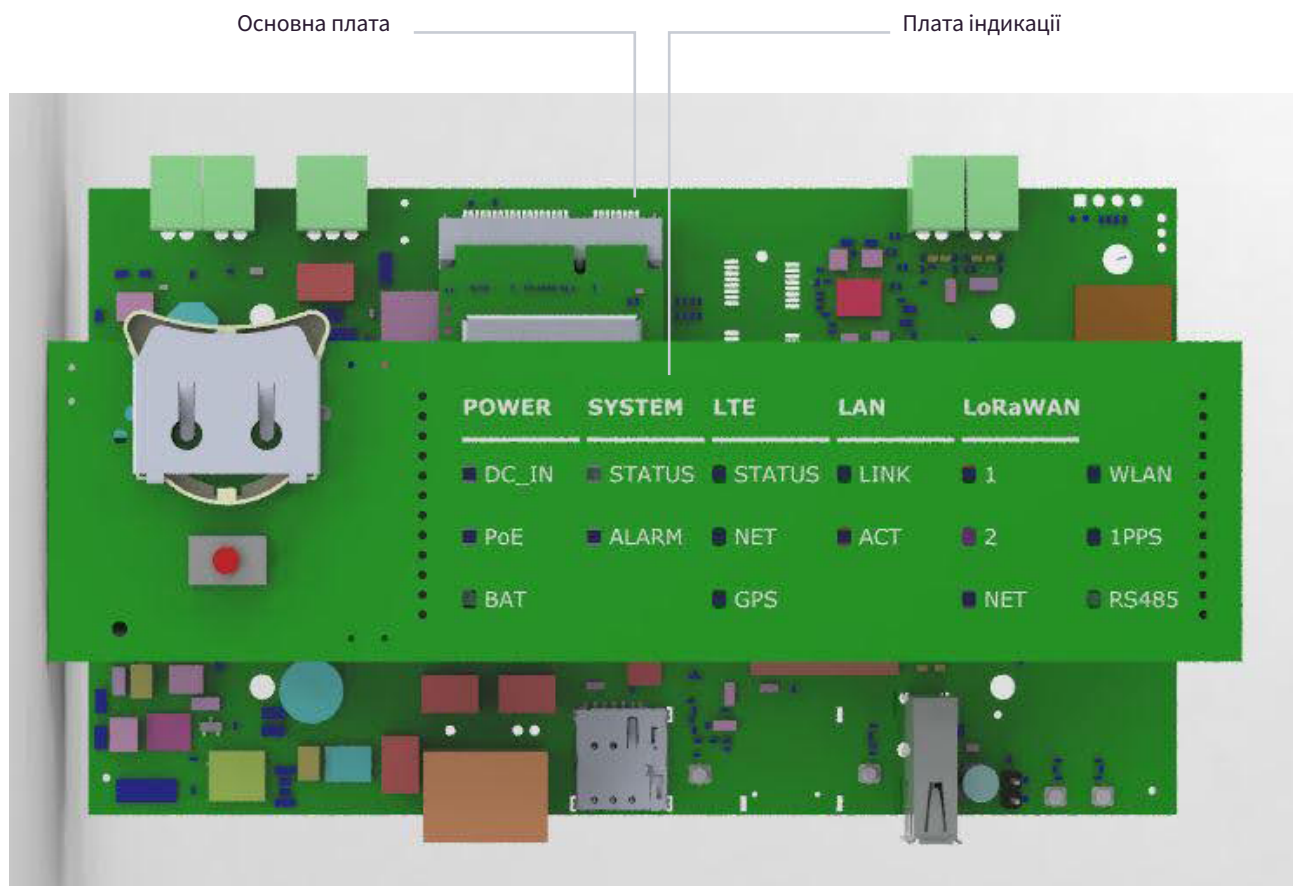 Основна плата Плата індикації
POWER SYSTEM LTE LAN LoRaWAN
DC_IN STATUS STATUS LINK 1 WLAN
PoE ALARM NET ACT 2 1PPS
BAT GPS NET RS485